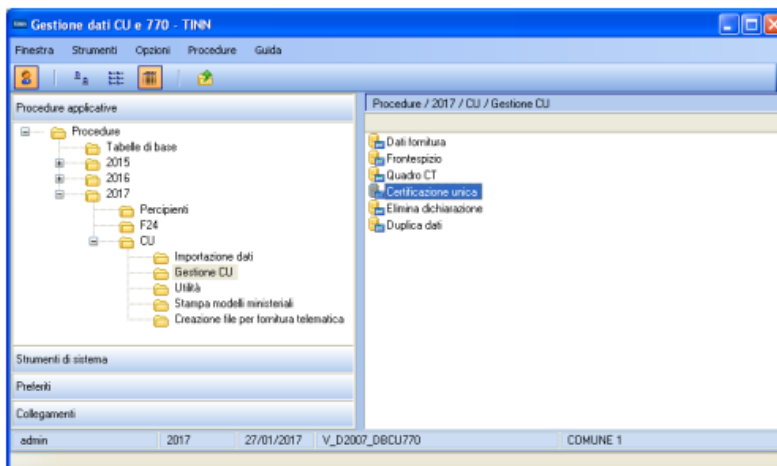 TINN Gestione dati CU e 770 - TINN
Finestra Strumenti Opzioni Procedure Guida
Procedure applicative
Procedure
Tabelle di base
2015
2016
2017
Percipienti
F24
CU
Importazione dati
Gestione CU
Utilità
Stampa modelli ministeriali
Creazione file per fornitura telematica
Strumenti di sistema
Preferiti
Collegamenti
Procedure / 2017 / CU / Gestione CU
Dati fornitura
Frontespizio
Quadro CT
Certificazione unica
Elimina dichiarazione
Duplica dati
admin 2017 27/01/2017 V_D2007_DBCU770 COMUNE 1